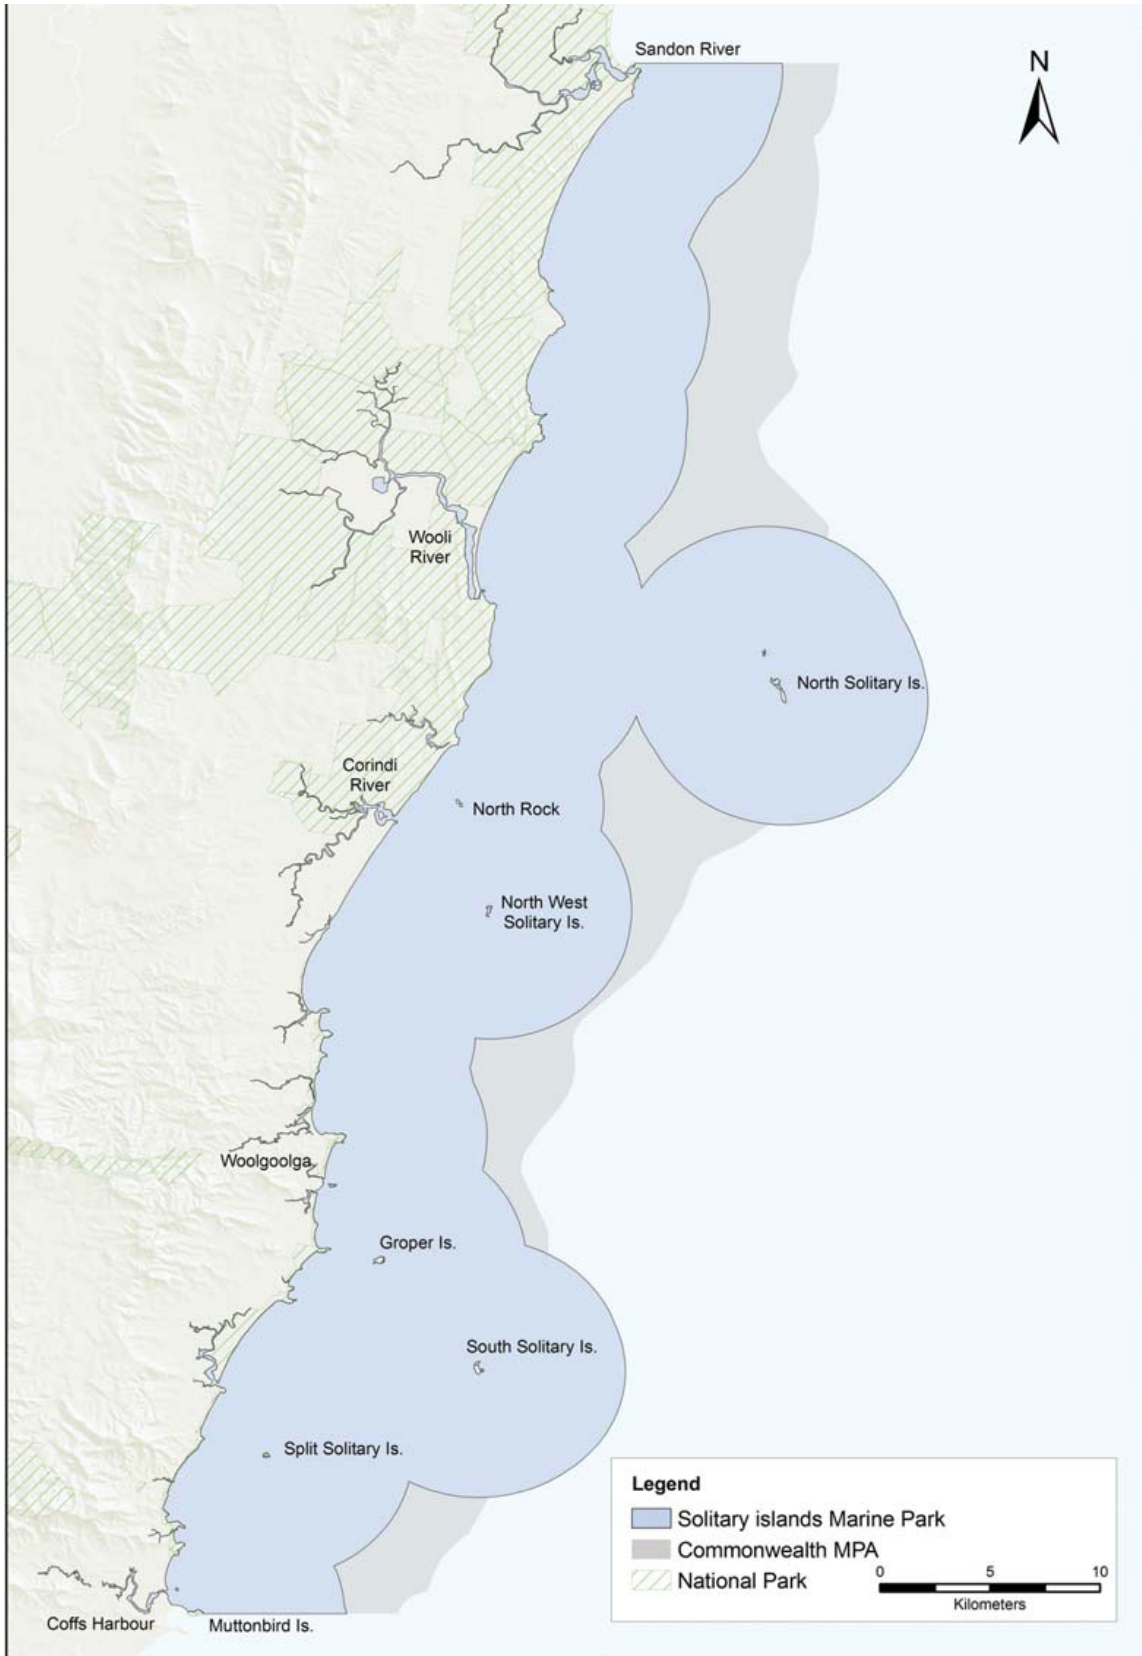 Sandon River
N
Wooli
River
North Solitary Is.
Corindi
River
North Rock
North West
Solitary Is.
Woolgoolga
Groper Is.
South Solitary Is.
Split Solitary Is.
Legend
Solitary islands Marine Park
Commonwealth MPA
National Park
0 5 10
Kilometers
Coffs Harbour
Muttonbird Is.